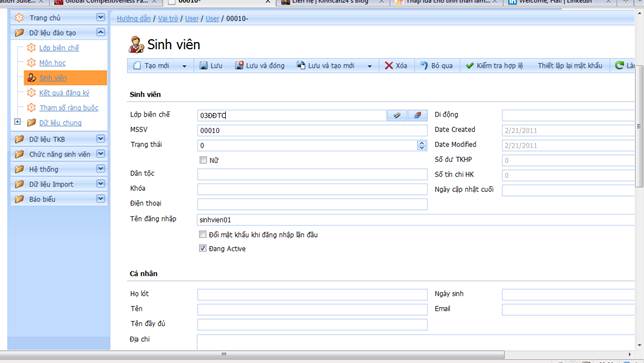 Global Competitiveness Fa...
00010-
Welcome, Hai! | LinkedIn
Trang chủ
Dữ liệu đào tạo
Lớp biên chế
Môn học
Sinh viên
Kết quả đăng ký
Tham số ràng buộc
Dữ liệu chung
Dữ liệu TKB
Chức năng sinh viên
Hệ thống
Dữ liệu Import
Báo biểu
Hướng dẫn / Vai trò / User / User / 00010-
Sinh viên
Tạo mới Lưu Lưu và đóng Lưu và tạo mới Xóa Bỏ qua Kiểm tra hợp lệ Thiết lập lại mật khẩu
Sinh viên
Lớp biên chế 03ĐĐTC Di động
MSSV 00010 Date Created 2/21/2011
Trạng thái 0 Date Modified 2/21/2011
Nữ Số dư TKHP 0
Dân tộc Số tín chỉ HK 0
Khóa Ngày cập nhật cuối
Điện thoại
Tên đăng nhập sinhvien01
Đổi mật khẩu khi đăng nhập lần đầu
Đang Active
Cá nhân
Họ lót Ngày sinh
Tên Email
Tên đầy đủ
Địa chỉ